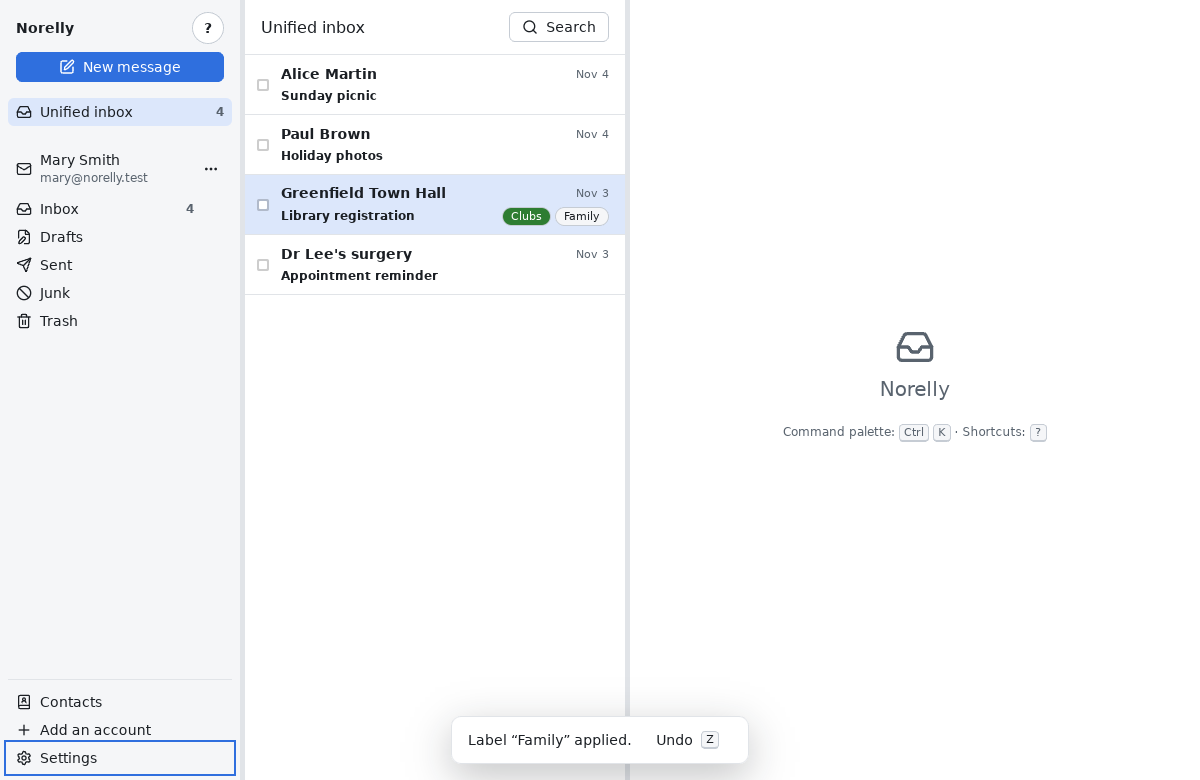 Norelly
?
New message
Unified inbox 4
Mary Smith
mary@norelly.test
Inbox 4
Drafts
Sent
Junk
Trash
Contacts
Add an account
Settings
Unified inbox
Search
Alice Martin Nov 4
Sunday picnic
Paul Brown Nov 4
Holiday photos
Greenfield Town Hall Nov 3
Library registration Clubs Family
Dr Lee's surgery Nov 3
Appointment reminder
Norelly
Command palette: Ctrl K · Shortcuts: ?
Label “Family” applied. Undo Z